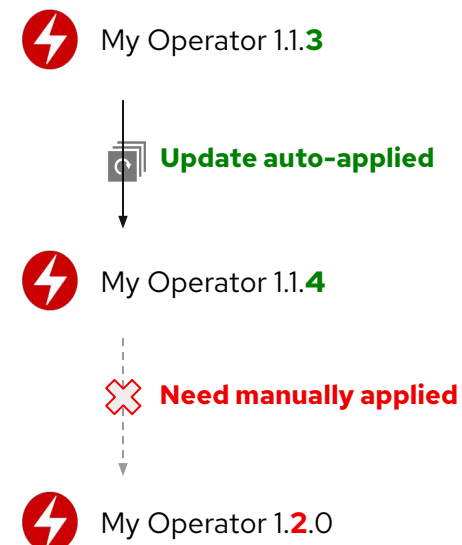 My Operator 1.1.3
Update auto-applied
My Operator 1.1.4
Need manually applied
My Operator 1.2.0